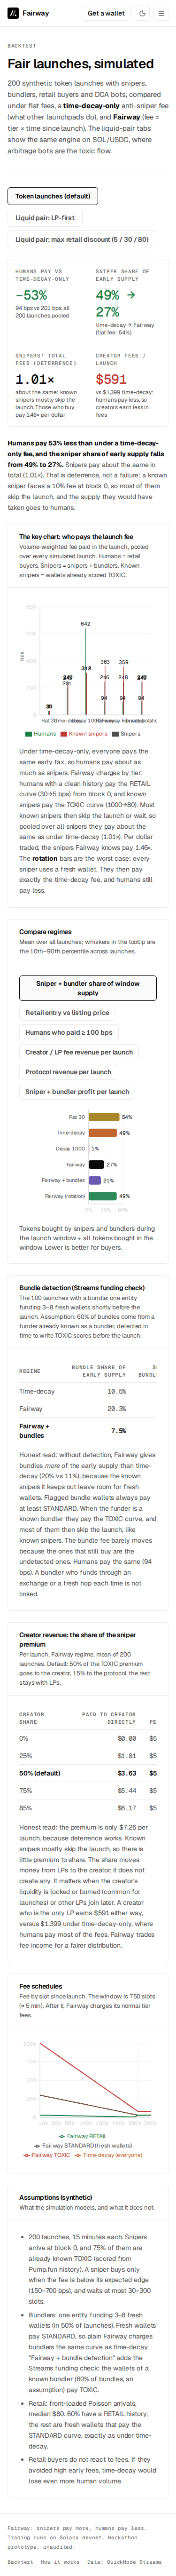 Fairway
Get a wallet
BACKTEST
Fair launches, simulated
200 synthetic token launches with snipers,
bundlers, retail buyers and DCA bots, compared
under flat fees, a time-decay-only anti-sniper fee
(what other launchpads do), and Fairway (fee =
tier × time since launch). The liquid-pair tabs
show the same engine on SOL/USDC, where
arbitrage bots are the toxic flow.
Token launches (default)
Liquid pair: LP-first
Liquid pair: max retail discount (5 / 30 / 80)
HUMANS PAY VS
TIME-DECAY-ONLY
−53%
94 bps vs 201 bps, all
200 launches pooled
SNIPER SHARE OF
EARLY SUPPLY
49% →
27%
time-decay → Fairway
(flat fee: 54%)
SNIPERS' TOTAL
FEES (DETERRENCE)
1.01×
about the same: known
snipers mostly skip the
launch. Those who buy
pay 1.46× per dollar
CREATOR FEES /
LAUNCH
$591
vs $1,399 time-decay:
humans pay less, so
creators earn less in
fees
Humans pay 53% less than under a time-decay-
only fee, and the sniper share of early supply falls
from 49% to 27%. Snipers pay about the same in
total (1.01×). That is deterrence, not a failure: a known
sniper faces a 10% fee at block 0, so most of them
skip the launch, and the supply they would have
taken goes to humans.
The key chart: who pays the launch fee
Volume-weighted fee paid in the launch, pooled
over every simulated launch. Humans = retail
buyers. Snipers = snipers + bundlers. Known
snipers = wallets already scored TOXIC.
bps
800
600
400
200
0
642
363
359
246
248
94
94
94
201
Flat 30
Humans
Known snipers
Snipers
Under time-decay-only, everyone pays the
same early tax, so humans pay about as
much as snipers. Fairway charges by tier:
humans with a clean history pay the RETAIL
curve (30→5 bps) from block 0, and known
snipers pay the TOXIC curve (1000→80). Most
known snipers then skip the launch or wait, so
pooled over all snipers they pay about the
same as under time-decay (1.01×). Per dollar
traded, the snipers Fairway pays 1.46×.
The rotation bars are the worst case: every
sniper uses a fresh wallet. They then pay
exactly the time-decay fee, and humans still
pay less.
Compare regimes
Mean over all launches; whiskers in the tooltip are
the 10th–90th percentile across launches.
Sniper + bundler share of window
supply
Retail entry vs listing price
Humans who paid ≥ 100 bps
Creator / LP fee revenue per launch
Protocol revenue per launch
Sniper + bundler profit per launch
Flat 30
54%
Time-decay
49%
Decay 1000
1%
Fairway
27%
Fairway + bundles
21%
Fairway (rotation)
49%
0%
Tokens bought by snipers and bundlers during
the launch window ÷ all tokens bought in the
window. Lower is better for buyers.
Bundle detection (Streams funding check)
The 100 launches with a bundle: one entity
funding 3–8 fresh wallets shortly before the
launch. Assumption: 60% of bundles come from a
funder already known as a bundler, detected in
time to write TOXIC scores before the launch.
REGIME
BUNDLE SHARE OF
EARLY SUPPLY
Time-decay
10.5%
Fairway
20.3%
Fairway +
bundles
7.5%
Honest read: without detection, Fairway gives
bundles more of the early supply than time-
decay (20% vs 11%), because the known
snipers it keeps out leave room for fresh
wallets. Flagged bundle wallets always pay
at least STANDARD. When the funder is a
known bundler they pay the TOXIC curve, and
most of them then skip the launch, like
known snipers. The bundle fee barely moves
because the ones that still buy are the
undetected ones. Humans pay the same (94
bps). A bundler who funds through an
exchange or a fresh hop each time is not
linked.
Creator revenue: the share of the sniper
premium
Per launch, Fairway regime, mean of 200
launches. Default: 50% of the TOXIC premium
goes to the creator, 15% to the protocol, the rest
stays with LPs.
CREATOR
SHARE
PAID TO CREATOR
DIRECTLY
FE
0%
$0.00
$5
25%
$1.81
$5
50% (default)
$3.63
$5
75%
$5.44
$5
85%
$6.17
$5
Honest read: the premium is only $7.26 per
launch, because deterrence works. Known
snipers mostly skip the launch, so there is
little premium to share. The share moves
money from LPs to the creator; it does not
create any. It matters when the creator's
liquidity is locked or burned (common for
launches) or other LPs join later. A creator
who is the only LP earns $591 either way,
versus $1,399 under time-decay-only, where
humans pay most of the fees. Fairway trades
fee income for a fairer distribution.
Fee schedules
Fee by slot since launch. The window is 750 slots
(≈ 5 min). After it, Fairway charges its normal tier
fees.
Fairway RETAIL
Fairway STANDARD (fresh wallets)
Fairway TOXIC
Time-decay (everyone)
Assumptions (synthetic)
What the simulation models, and what it does not.
200 launches, 15 minutes each. Snipers
arrive at block 0, and 75% of them are
already known TOXIC (scored from
Pump.fun history). A sniper buys only
when the fee is below its expected edge
(150–700 bps), and waits at most 30–300
slots.
Bundlers: one entity funding 3–8 fresh
wallets (in 50% of launches). Fresh wallets
pay STANDARD, so plain Fairway charges
bundlers the same curve as time-decay.
"Fairway + bundle detection" adds the
Streams funding check: the wallets of a
known bundler (60% of bundles, an
assumption) pay TOXIC.
Retail: front-loaded Poisson arrivals,
median $80. 60% have a RETAIL history;
the rest are fresh wallets that pay the
STANDARD curve, exactly as under time-
decay.
Retail buyers do not react to fees. If they
avoided high early fees, time-decay would
lose even more human volume.
Fairway: snipers pay more, humans pay less.
Trading runs on Solana devnet. Hackathon
prototype, unaudited.
Backtest How it works Data: QuickNode Streams